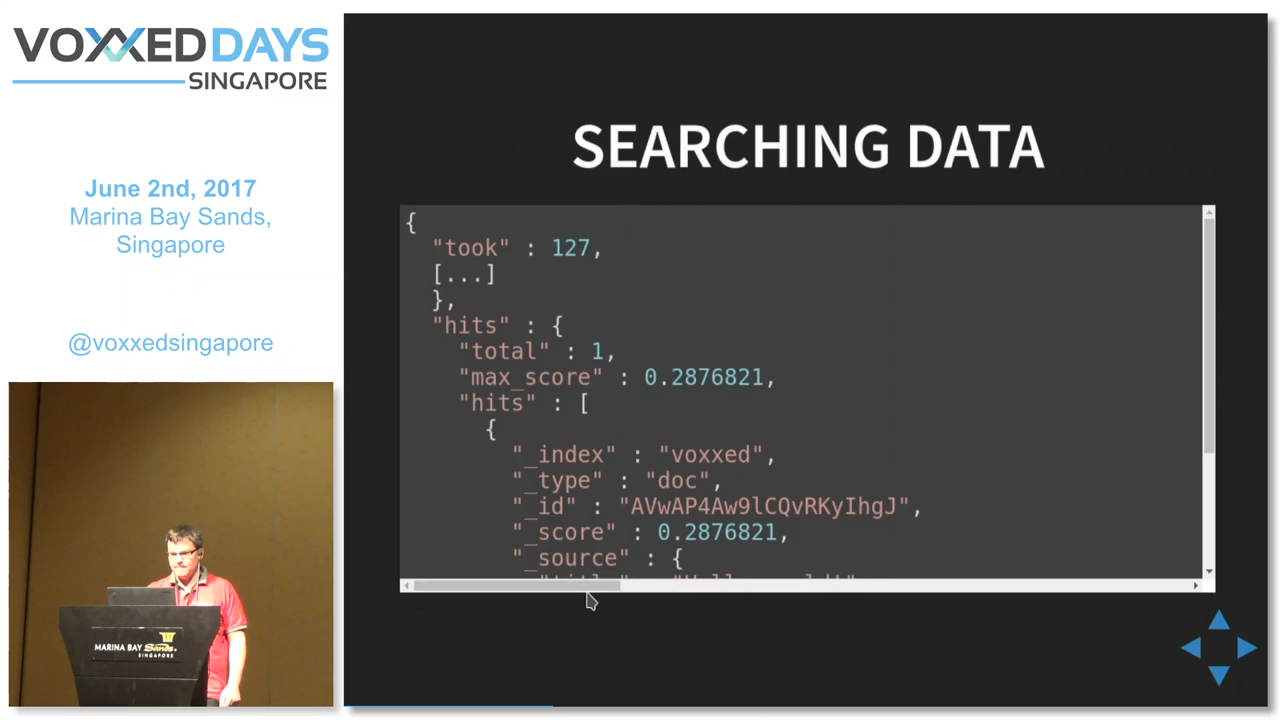 VOXXED DAYS
SINGAPORE
June 2nd, 2017
Marina Bay Sands,
Singapore
@voxxedsingapore
MARINA BAY Sands.
SINGAPORE
SEARCHING DATA
{
"took" : 127,
[...]
},
"hits" : {
"total" : 1,
"max_score" : 0.2876821,
"hits" : [
{
"_index" : "voxxed",
"_type" : "doc",
"_id" : "AVwAP4Aw9lCQvRKyIhgJ",
"_score" : 0.2876821,
"_source" : {